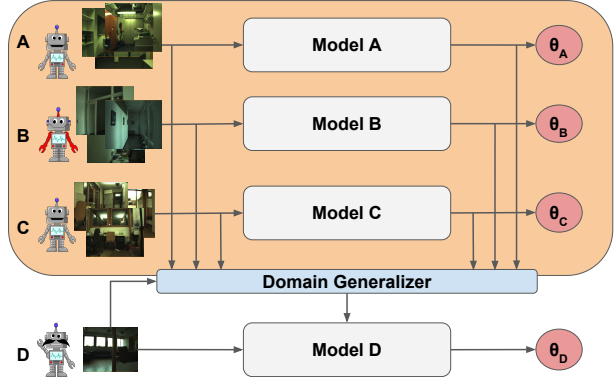 A
Model A
θA
B
Model B
θB
C
Model C
θC
Domain Generalizer
D
Model D
θD